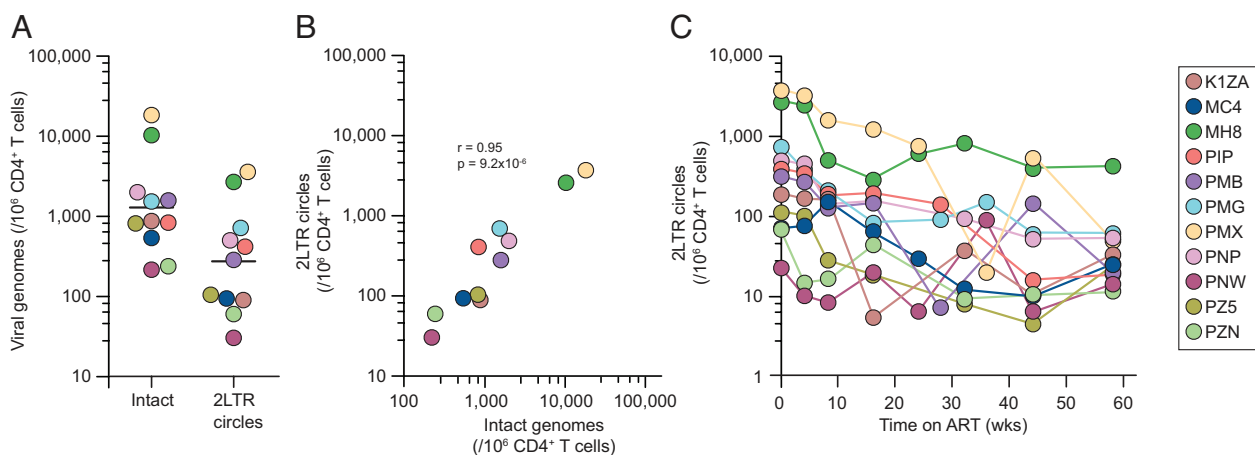 A
Viral genomes (/10⁶ CD4⁺ T cells)
100,000
10,000
1,000
100
10
Intact
2LTR
circles
B
2LTR circles
(/10⁶ CD4⁺ T cells)
100,000
10,000
1,000
100
10
r = 0.95
p = 9.2x10⁻⁶
100
1,000
10,000
100,000
Intact genomes
(/10⁶ CD4⁺ T cells)
C
2LTR circles
(/10⁶ CD4⁺ T cells)
10,000
1,000
100
10
1
0
10
20
30
40
50
60
Time on ART (wks)
K1ZA
MC4
MH8
PIP
PMB
PMG
PMX
PNP
PNW
PZ5
PZN